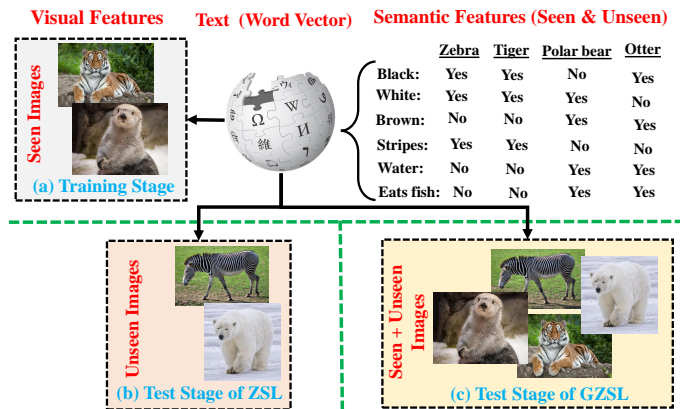 Visual Features
Text (Word Vector)
Semantic Features (Seen & Unseen)
Zebra Tiger Polar bear Otter
Black: Yes Yes No Yes
White: Yes Yes Yes No
Brown: No No Yes Yes
Stripes: Yes Yes No No
Water: No No Yes Yes
Eats fish: No No Yes Yes
Seen Images
Ω W
維 И
(a) Training Stage
Unseen Images
(b) Test Stage of ZSL
Seen + Unseen
Images
(c) Test Stage of GZSL